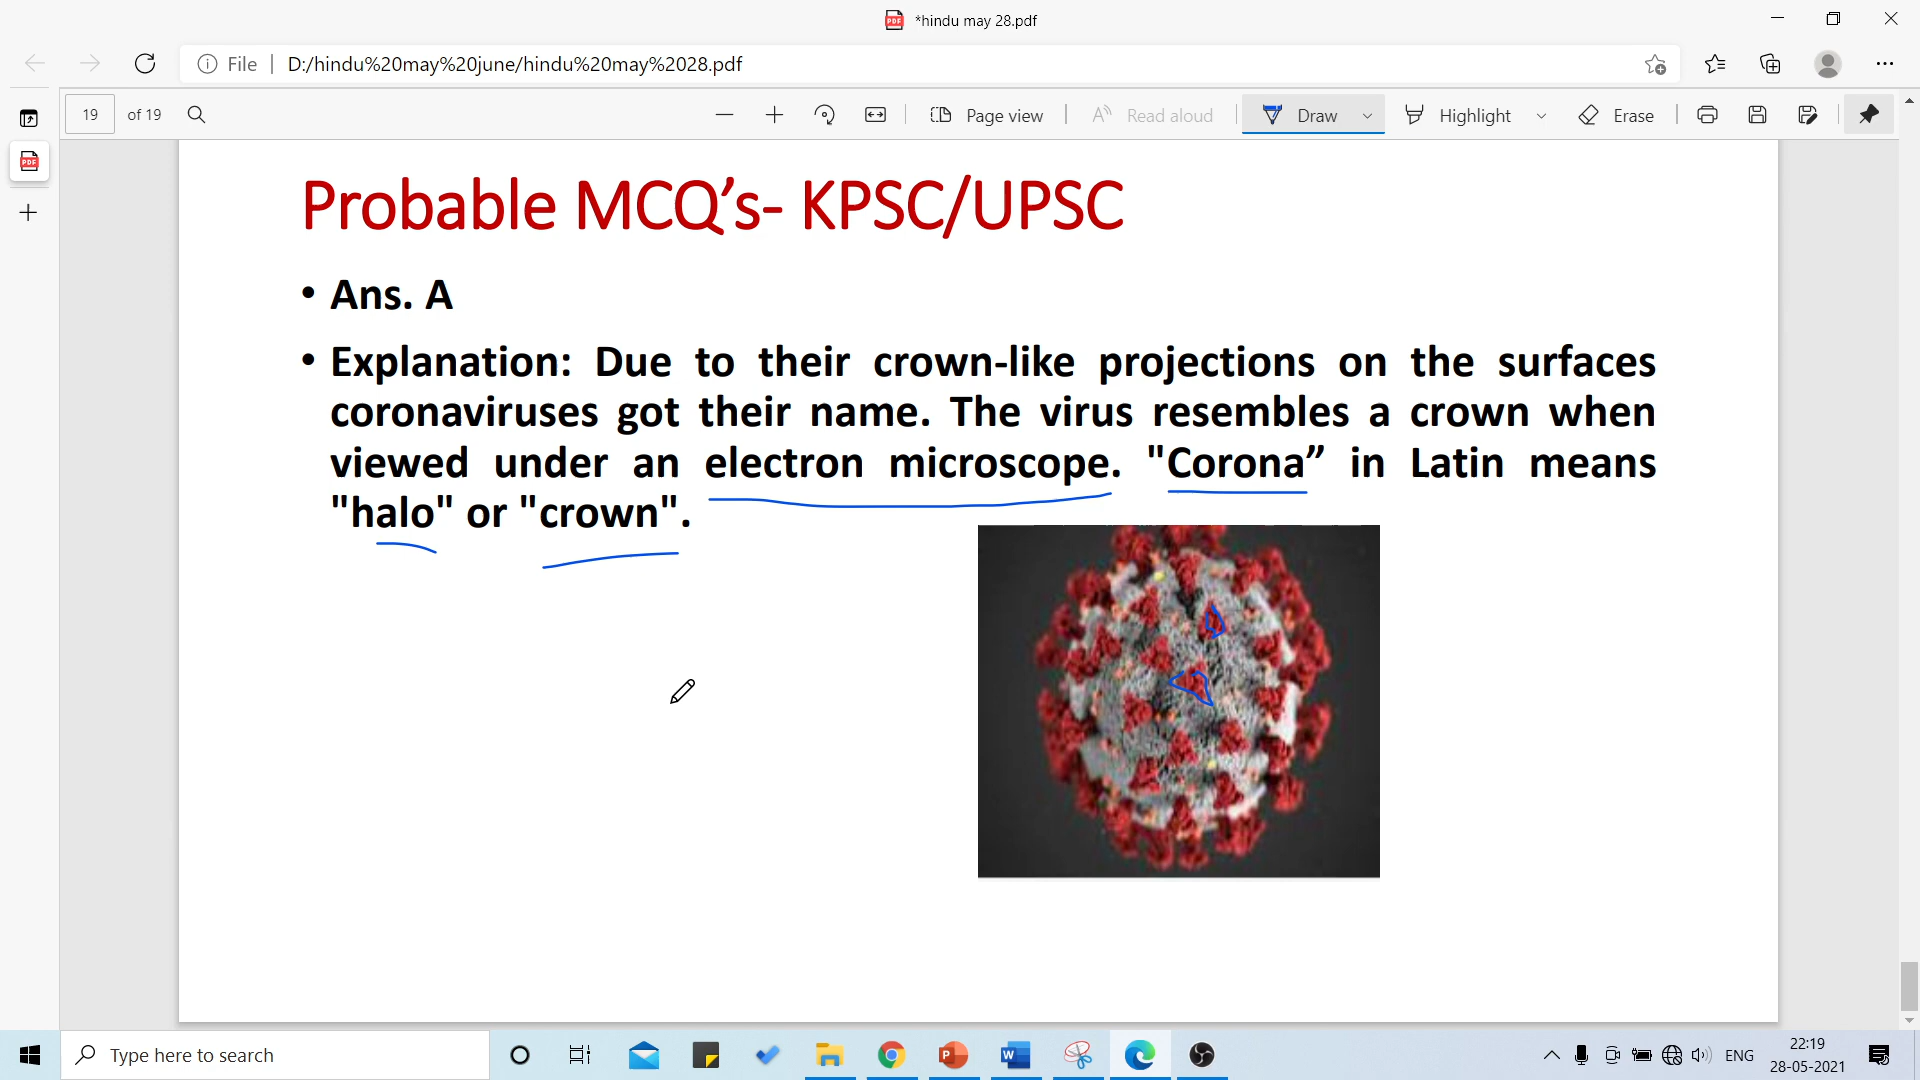 *hindu may 28.pdf
File | D:/hindu%20may%20june/hindu%20may%2028.pdf
19 of 19 Page view Read aloud Draw Highlight Erase
Probable MCQ’s- KPSC/UPSC
• Ans. A
• Explanation: Due to their crown-like projections on the surfaces
coronaviruses got their name. The virus resembles a crown when
viewed under an electron microscope. "Corona” in Latin means
"halo" or "crown".
Type here to search
ENG
22:19
28-05-2021